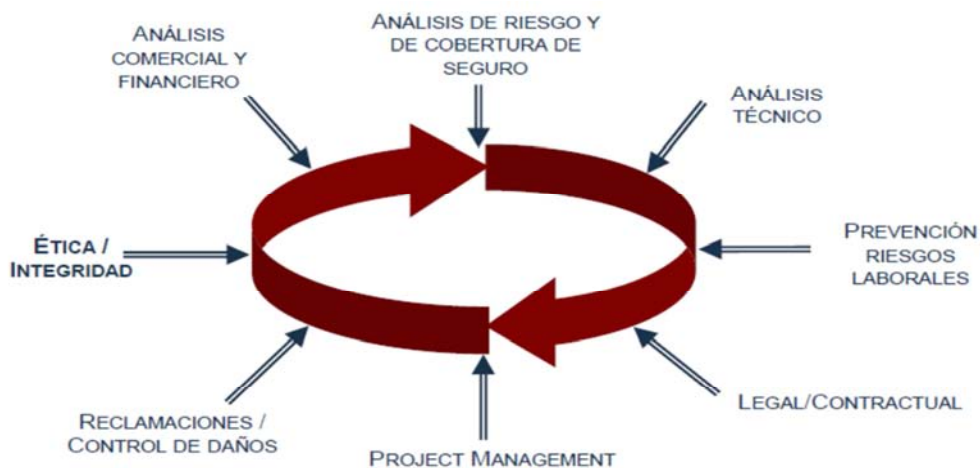 ANÁLISIS
COMERCIAL Y
FINANCIERO
ANÁLISIS DE RIESGO Y
DE COBERTURA DE
SEGURO
ANÁLISIS
TÉCNICO
PREVENCIÓN
RIESGOS
LABORALES
LEGAL/CONTRACTUAL
PROJECT MANAGEMENT
RECLAMACIONES /
CONTROL DE DAÑOS
ÉTICA /
INTEGRIDAD